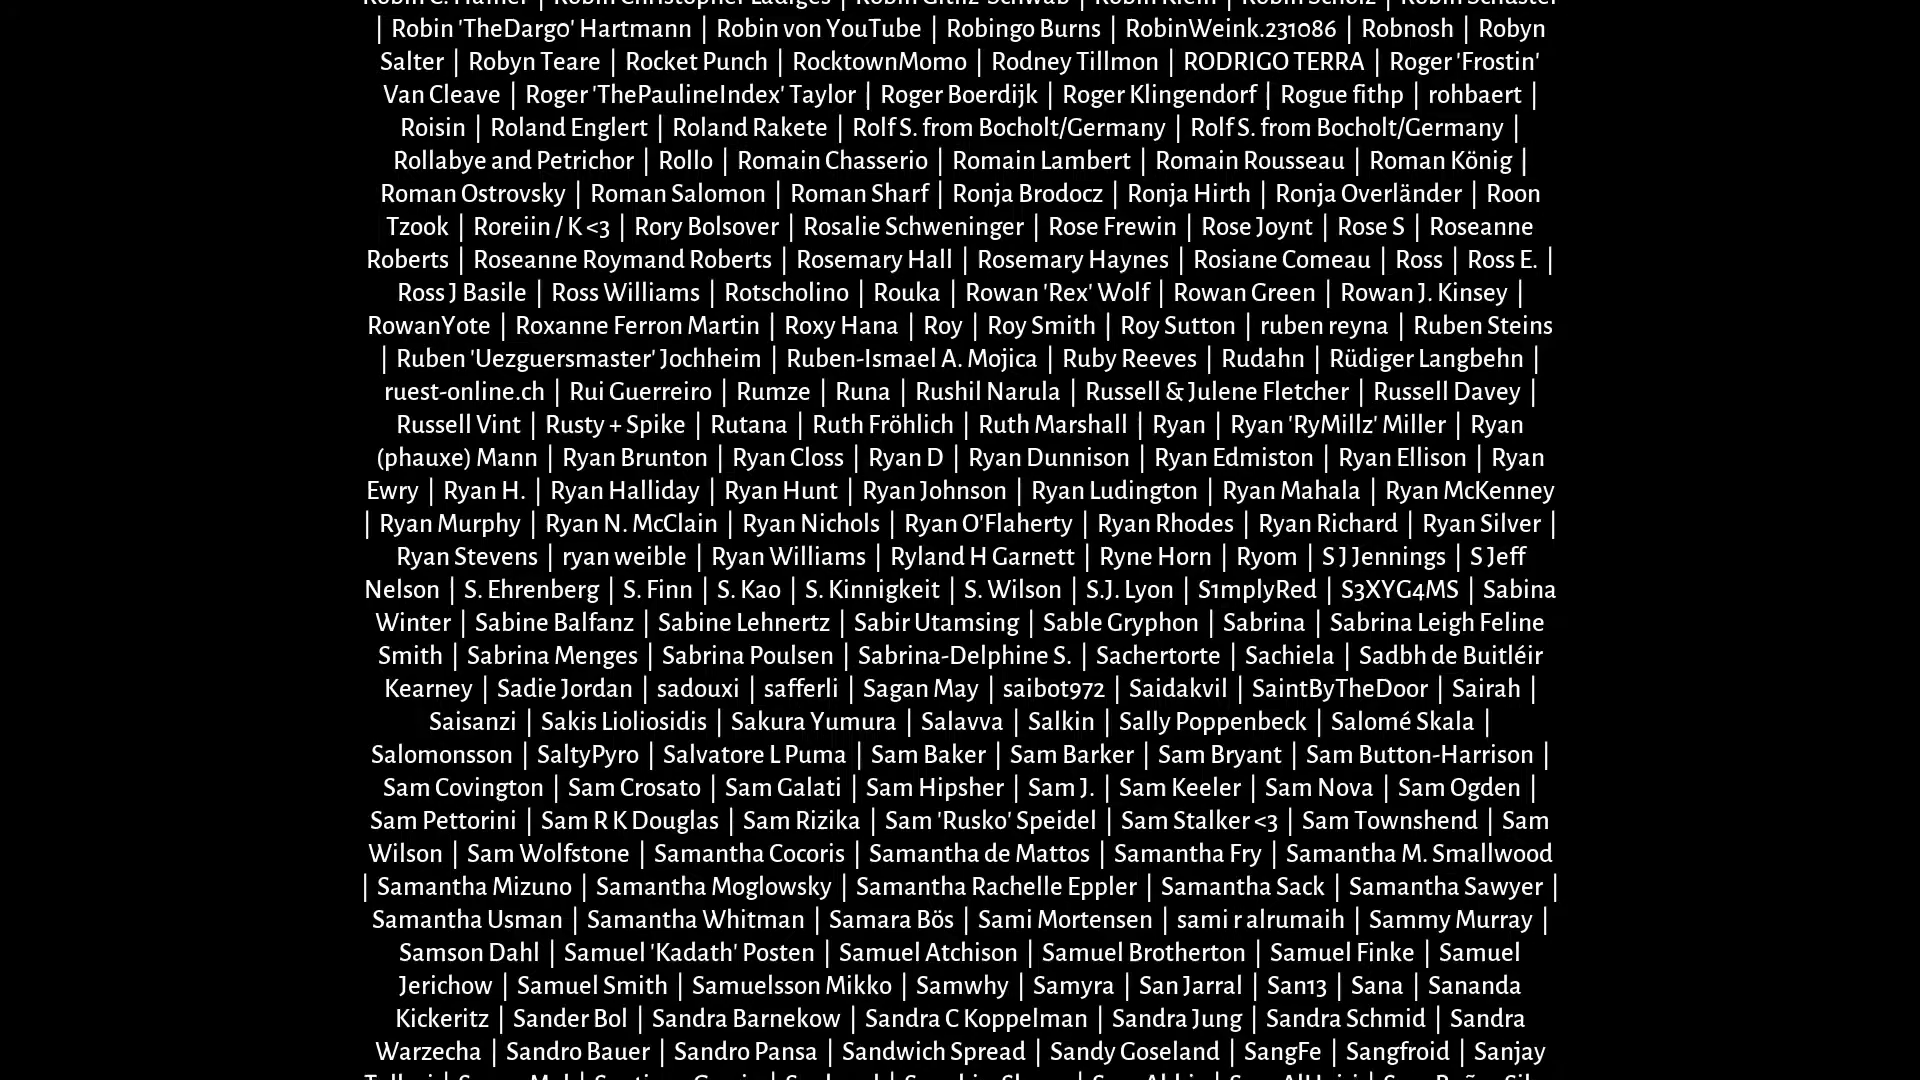 | Robin 'TheDargo' Hartmann | Robin von YouTube | Robingo Burns | RobinWeink.231086 | Robnosh | Robyn
Salter | Robyn Teare | Rocket Punch | RocktownMomo | Rodney Tillmon | RODRIGO TERRA | Roger 'Frostin'
Van Cleave | Roger 'ThePaulineIndex' Taylor | Roger Boerdijk | Roger Klingendorf | Rogue fithp | rohbaert |
Roisin | Roland Englert | Roland Rakete | Rolf S. from Bocholt/Germany | Rolf S. from Bocholt/Germany |
Rollabye and Petrichor | Rollo | Romain Chasserio | Romain Lambert | Romain Rousseau | Roman König |
Roman Ostrovsky | Roman Salomon | Roman Sharf | Ronja Brodocz | Ronja Hirth | Ronja Overländer | Roon
Tzook | Roreiin / K <3 | Rory Bolsover | Rosalie Schweninger | Rose Frewin | Rose Joynt | Rose S | Roseanne
Roberts | Roseanne Roymand Roberts | Rosemary Hall | Rosemary Haynes | Rosiane Comeau | Ross | Ross E. |
Ross J Basile | Ross Williams | Rotscholino | Rouka | Rowan 'Rex' Wolf | Rowan Green | Rowan J. Kinsey |
RowanYote | Roxanne Ferron Martin | Roxy Hana | Roy | Roy Smith | Roy Sutton | ruben reyna | Ruben Steins
| Ruben 'Uezguersmaster' Jochheim | Ruben-Ismael A. Mojica | Ruby Reeves | Rudahn | Rüdiger Langbehn |
ruest-online.ch | Rui Guerreiro | Rumze | Runa | Rushil Narula | Russell & Julene Fletcher | Russell Davey |
Russell Vint | Rusty + Spike | Rutana | Ruth Fröhlich | Ruth Marshall | Ryan | Ryan 'RyMillz' Miller | Ryan
(phauxe) Mann | Ryan Brunton | Ryan Closs | Ryan D | Ryan Dunnison | Ryan Edmiston | Ryan Ellison | Ryan
Ewry | Ryan H. | Ryan Halliday | Ryan Hunt | Ryan Johnson | Ryan Ludington | Ryan Mahala | Ryan McKenney
| Ryan Murphy | Ryan N. McClain | Ryan Nichols | Ryan O'Flaherty | Ryan Rhodes | Ryan Richard | Ryan Silver |
Ryan Stevens | ryan weible | Ryan Williams | Ryland H Garnett | Ryne Horn | Ryom | S J Jennings | S Jeff
Nelson | S. Ehrenberg | S. Finn | S. Kao | S. Kinnigkeit | S. Wilson | S.J. Lyon | S1mplyRed | S3XYG4MS | Sabina
Winter | Sabine Balfanz | Sabine Lehnertz | Sabir Utamsing | Sable Gryphon | Sabrina | Sabrina Leigh Feline
Smith | Sabrina Menges | Sabrina Poulsen | Sabrina-Delphine S. | Sachertorte | Sachiela | Sadbh de Buitléir
Kearney | Sadie Jordan | sadouxi | safferli | Sagan May | saibot972 | Saidakvil | SaintByTheDoor | Sairah |
Saisanzi | Sakis Lioliosidis | Sakura Yumura | Salavva | Salkin | Sally Poppenbeck | Salomé Skala |
Salomonsson | SaltyPyro | Salvatore L Puma | Sam Baker | Sam Barker | Sam Bryant | Sam Button-Harrison |
Sam Covington | Sam Crosato | Sam Galati | Sam Hipsher | Sam J. | Sam Keeler | Sam Nova | Sam Ogden |
Sam Pettorini | Sam R K Douglas | Sam Rizika | Sam 'Rusko' Speidel | Sam Stalker <3 | Sam Townshend | Sam
Wilson | Sam Wolfstone | Samantha Cocoris | Samantha de Mattos | Samantha Fry | Samantha M. Smallwood
| Samantha Mizuno | Samantha Moglowsky | Samantha Rachelle Eppler | Samantha Sack | Samantha Sawyer |
Samantha Usman | Samantha Whitman | Samara Bös | Sami Mortensen | sami r alrumaih | Sammy Murray |
Samson Dahl | Samuel 'Kadath' Posten | Samuel Atchison | Samuel Brotherton | Samuel Finke | Samuel
Jerichow | Samuel Smith | Samuelsson Mikko | Samwhy | Samyra | San Jarral | San13 | Sana | Sananda
Kickeritz | Sander Bol | Sandra Barnekow | Sandra C Koppelman | Sandra Jung | Sandra Schmid | Sandra
Warzecha | Sandro Bauer | Sandro Pansa | Sandwich Spread | Sandy Goseland | SangFe | Sangfroid | Sanjay